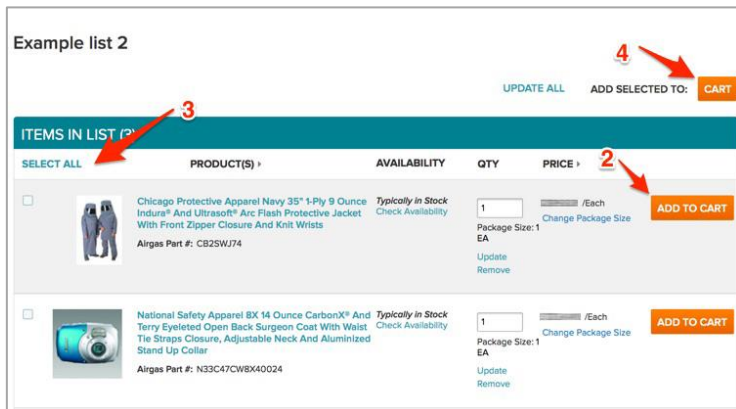 Example list 2
4
UPDATE ALL ADD SELECTED TO: CART
3
ITEMS IN LIST
SELECT ALL PRODUCT(S) AVAILABILITY QTY PRICE 2
Chicago Protective Apparel Navy 35" 1-Ply 9 Ounce
Indura® And Ultrasoft® Arc Flash Protective Jacket
With Front Zipper Closure And Knit Wrists
Airgas Part #: CB2SWJ74
Typically in Stock
Check Availability
1
Package Size: 1
EA
Update
Remove
/Each
Change Package Size
ADD TO CART
National Safety Apparel 8X 14 Ounce CarbonX® And
Terry Eyeleted Open Back Surgeon Coat With Waist
Tie Straps Closure, Adjustable Neck And Aluminized
Stand Up Collar
Airgas Part #: N33C47CW8X40024
Typically in Stock
Check Availability
1
Package Size: 1
EA
Update
Remove
/Each
Change Package Size
ADD TO CART